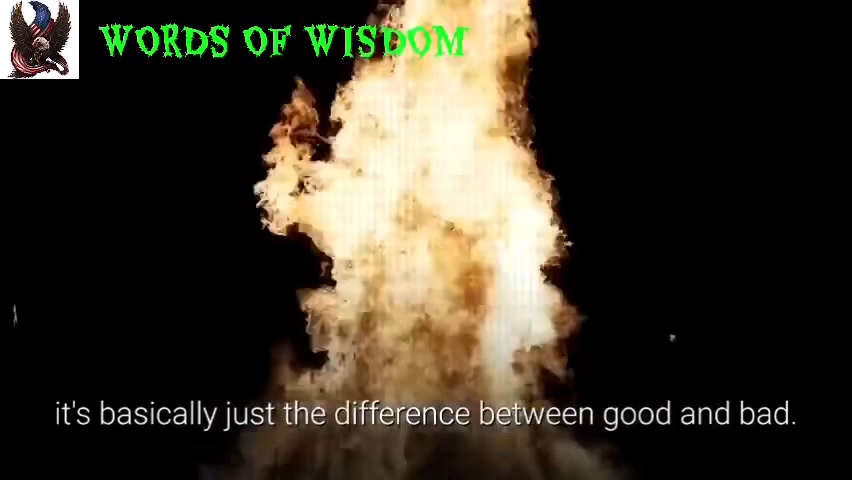 WORDS OF WISDOM
it's basically just the difference between good and bad.